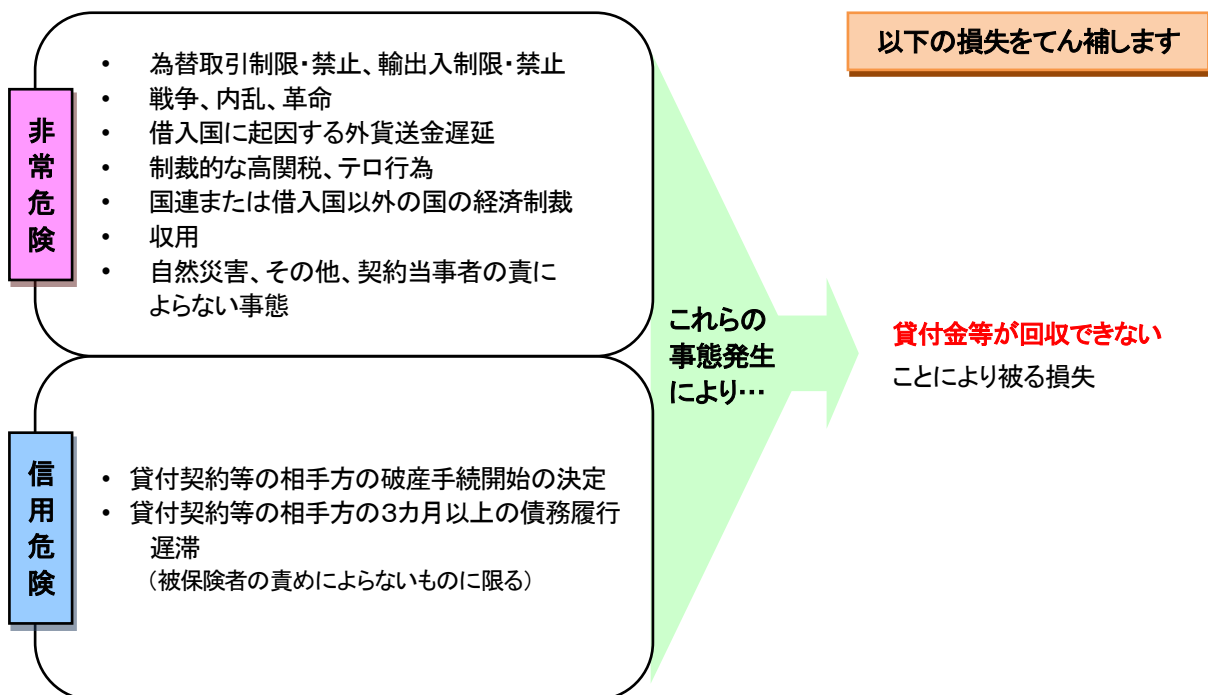 以下の損失をてん補します
非常危険
• 為替取引制限・禁止、輸出入制限・禁止
• 戦争、内乱、革命
• 借入国に起因する外貨送金遅延
• 制裁的な高関税、テロ行為
• 国連または借入国以外の国の経済制裁
• 収用
• 自然災害、その他、契約当事者の責に
よらない事態
これらの
事態発生
により…
貸付金等が回収できない
ことにより被る損失
信用危険
• 貸付契約等の相手方の破産手続開始の決定
• 貸付契約等の相手方の3カ月以上の債務履行
遅滞
（被保険者の責めによらないものに限る）